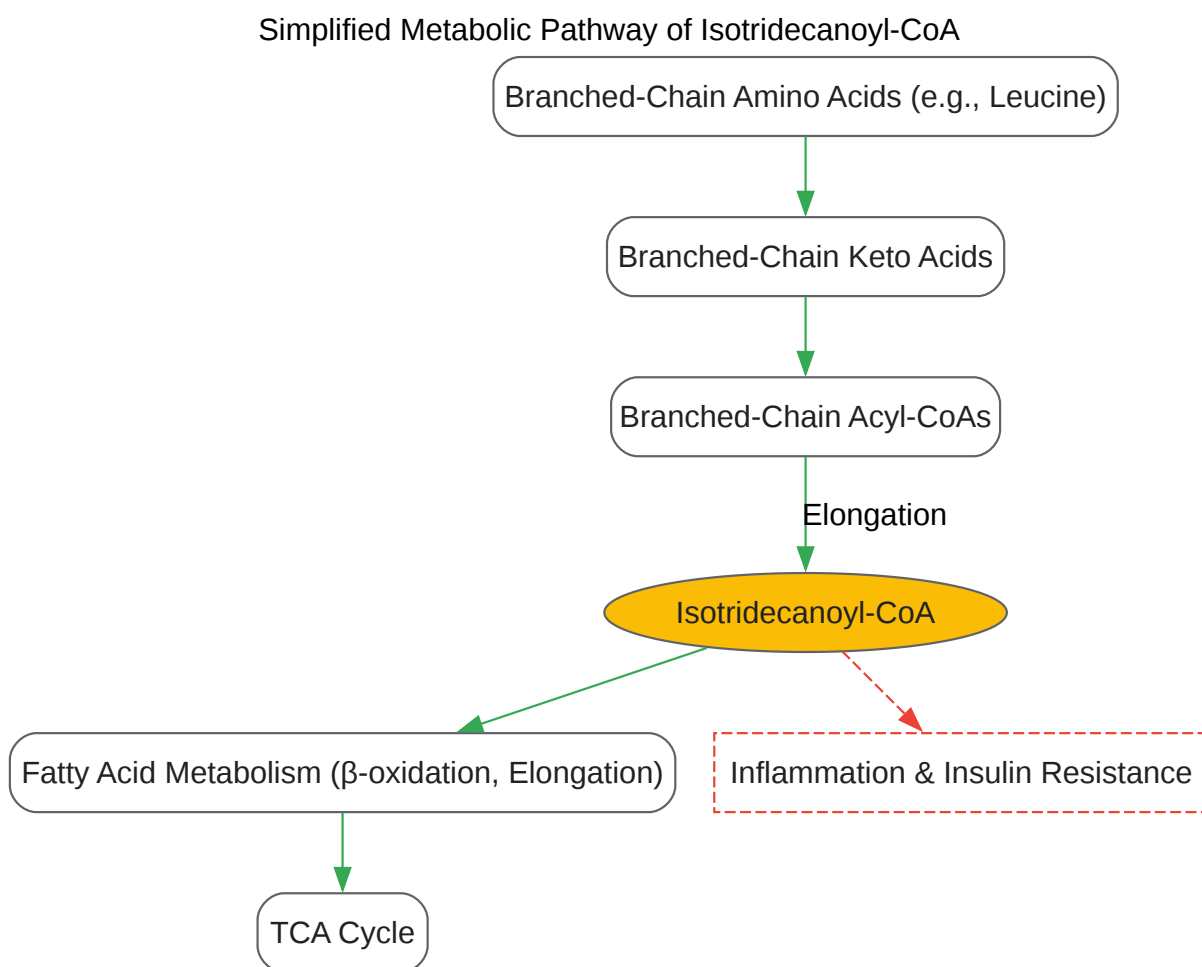 Simplified Metabolic Pathway of Isotridecanoyl-CoA
Branched-Chain Amino Acids (e.g., Leucine)
Branched-Chain Keto Acids
Branched-Chain Acyl-CoAs
Elongation
Isotridecanoyl-CoA
Fatty Acid Metabolism (β-oxidation, Elongation)
Inflammation & Insulin Resistance
TCA Cycle